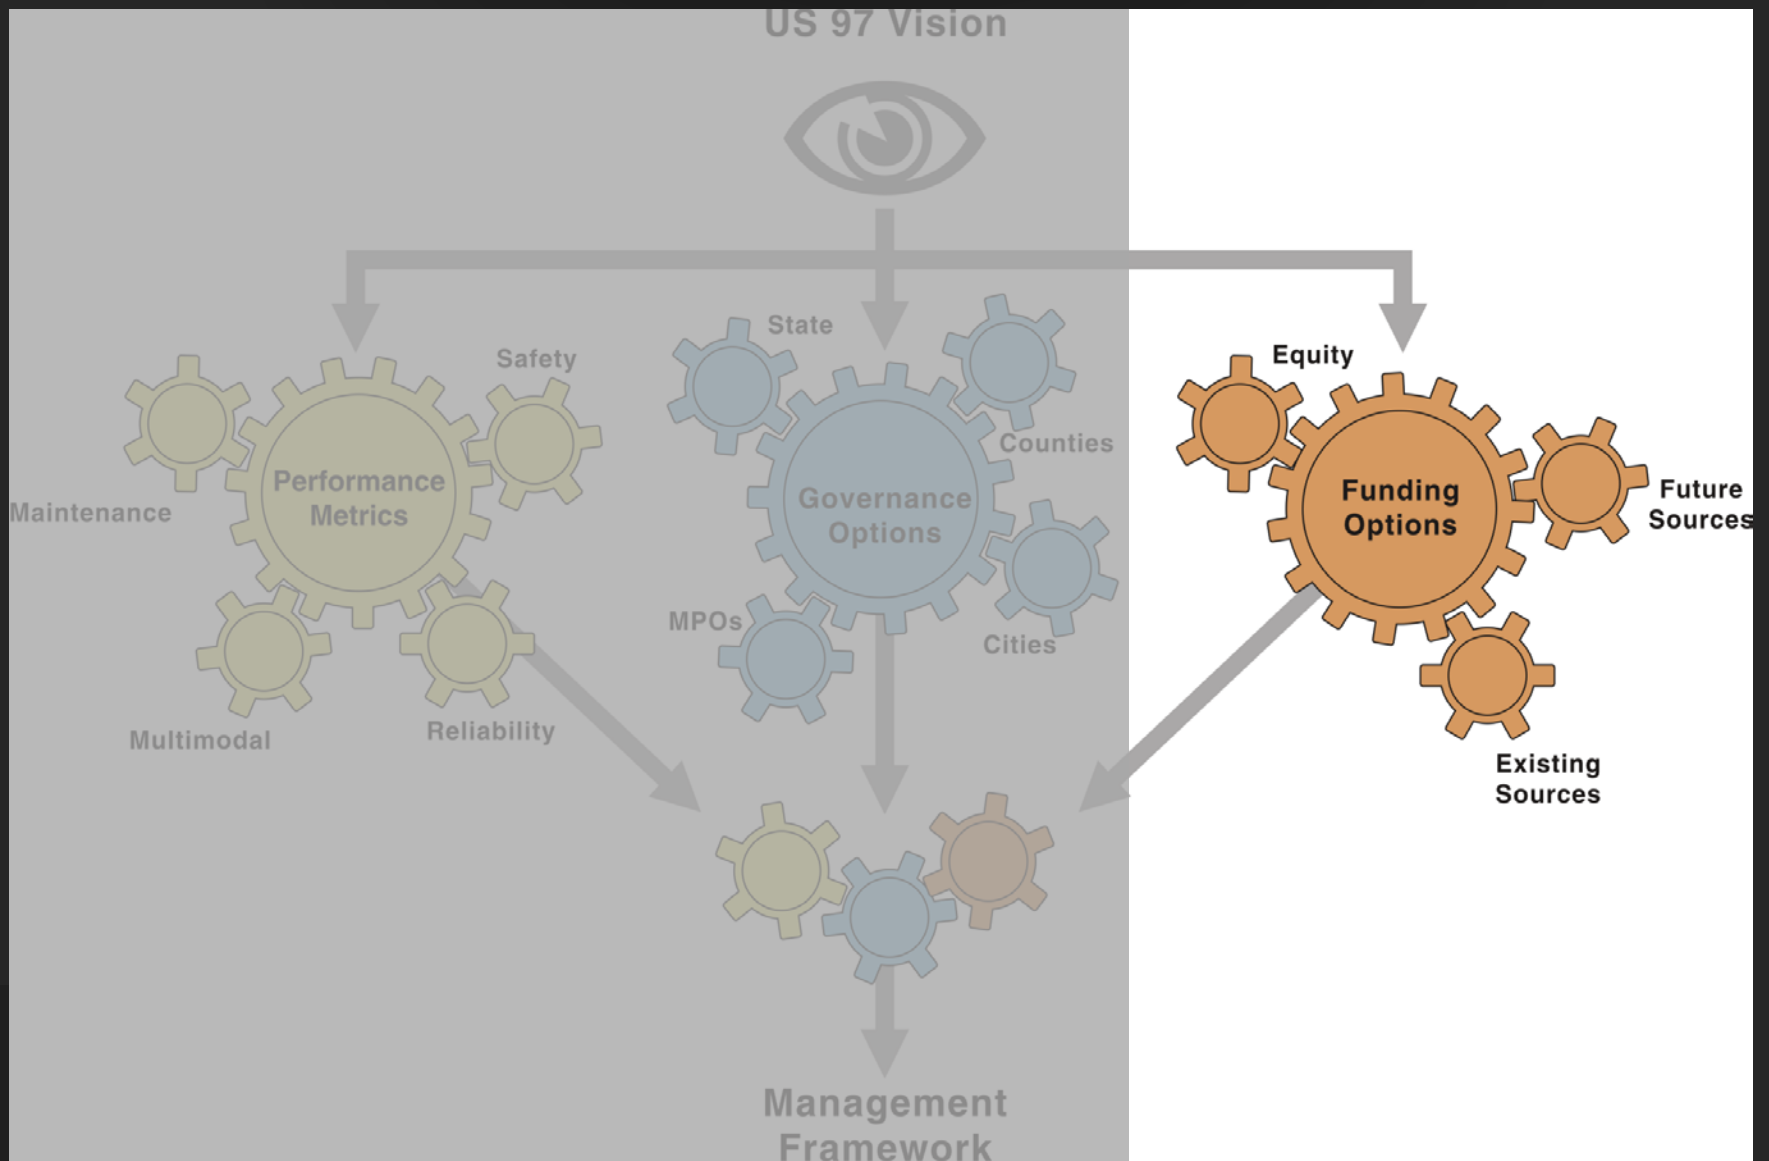 US 97 Vision
State
Safety
Counties
Performance
Metrics
Maintenance
Governance
Options
MPOs
Cities
Multimodal
Reliability
Equity
Funding
Options
Future
Sources
Existing
Sources
Management
Framework